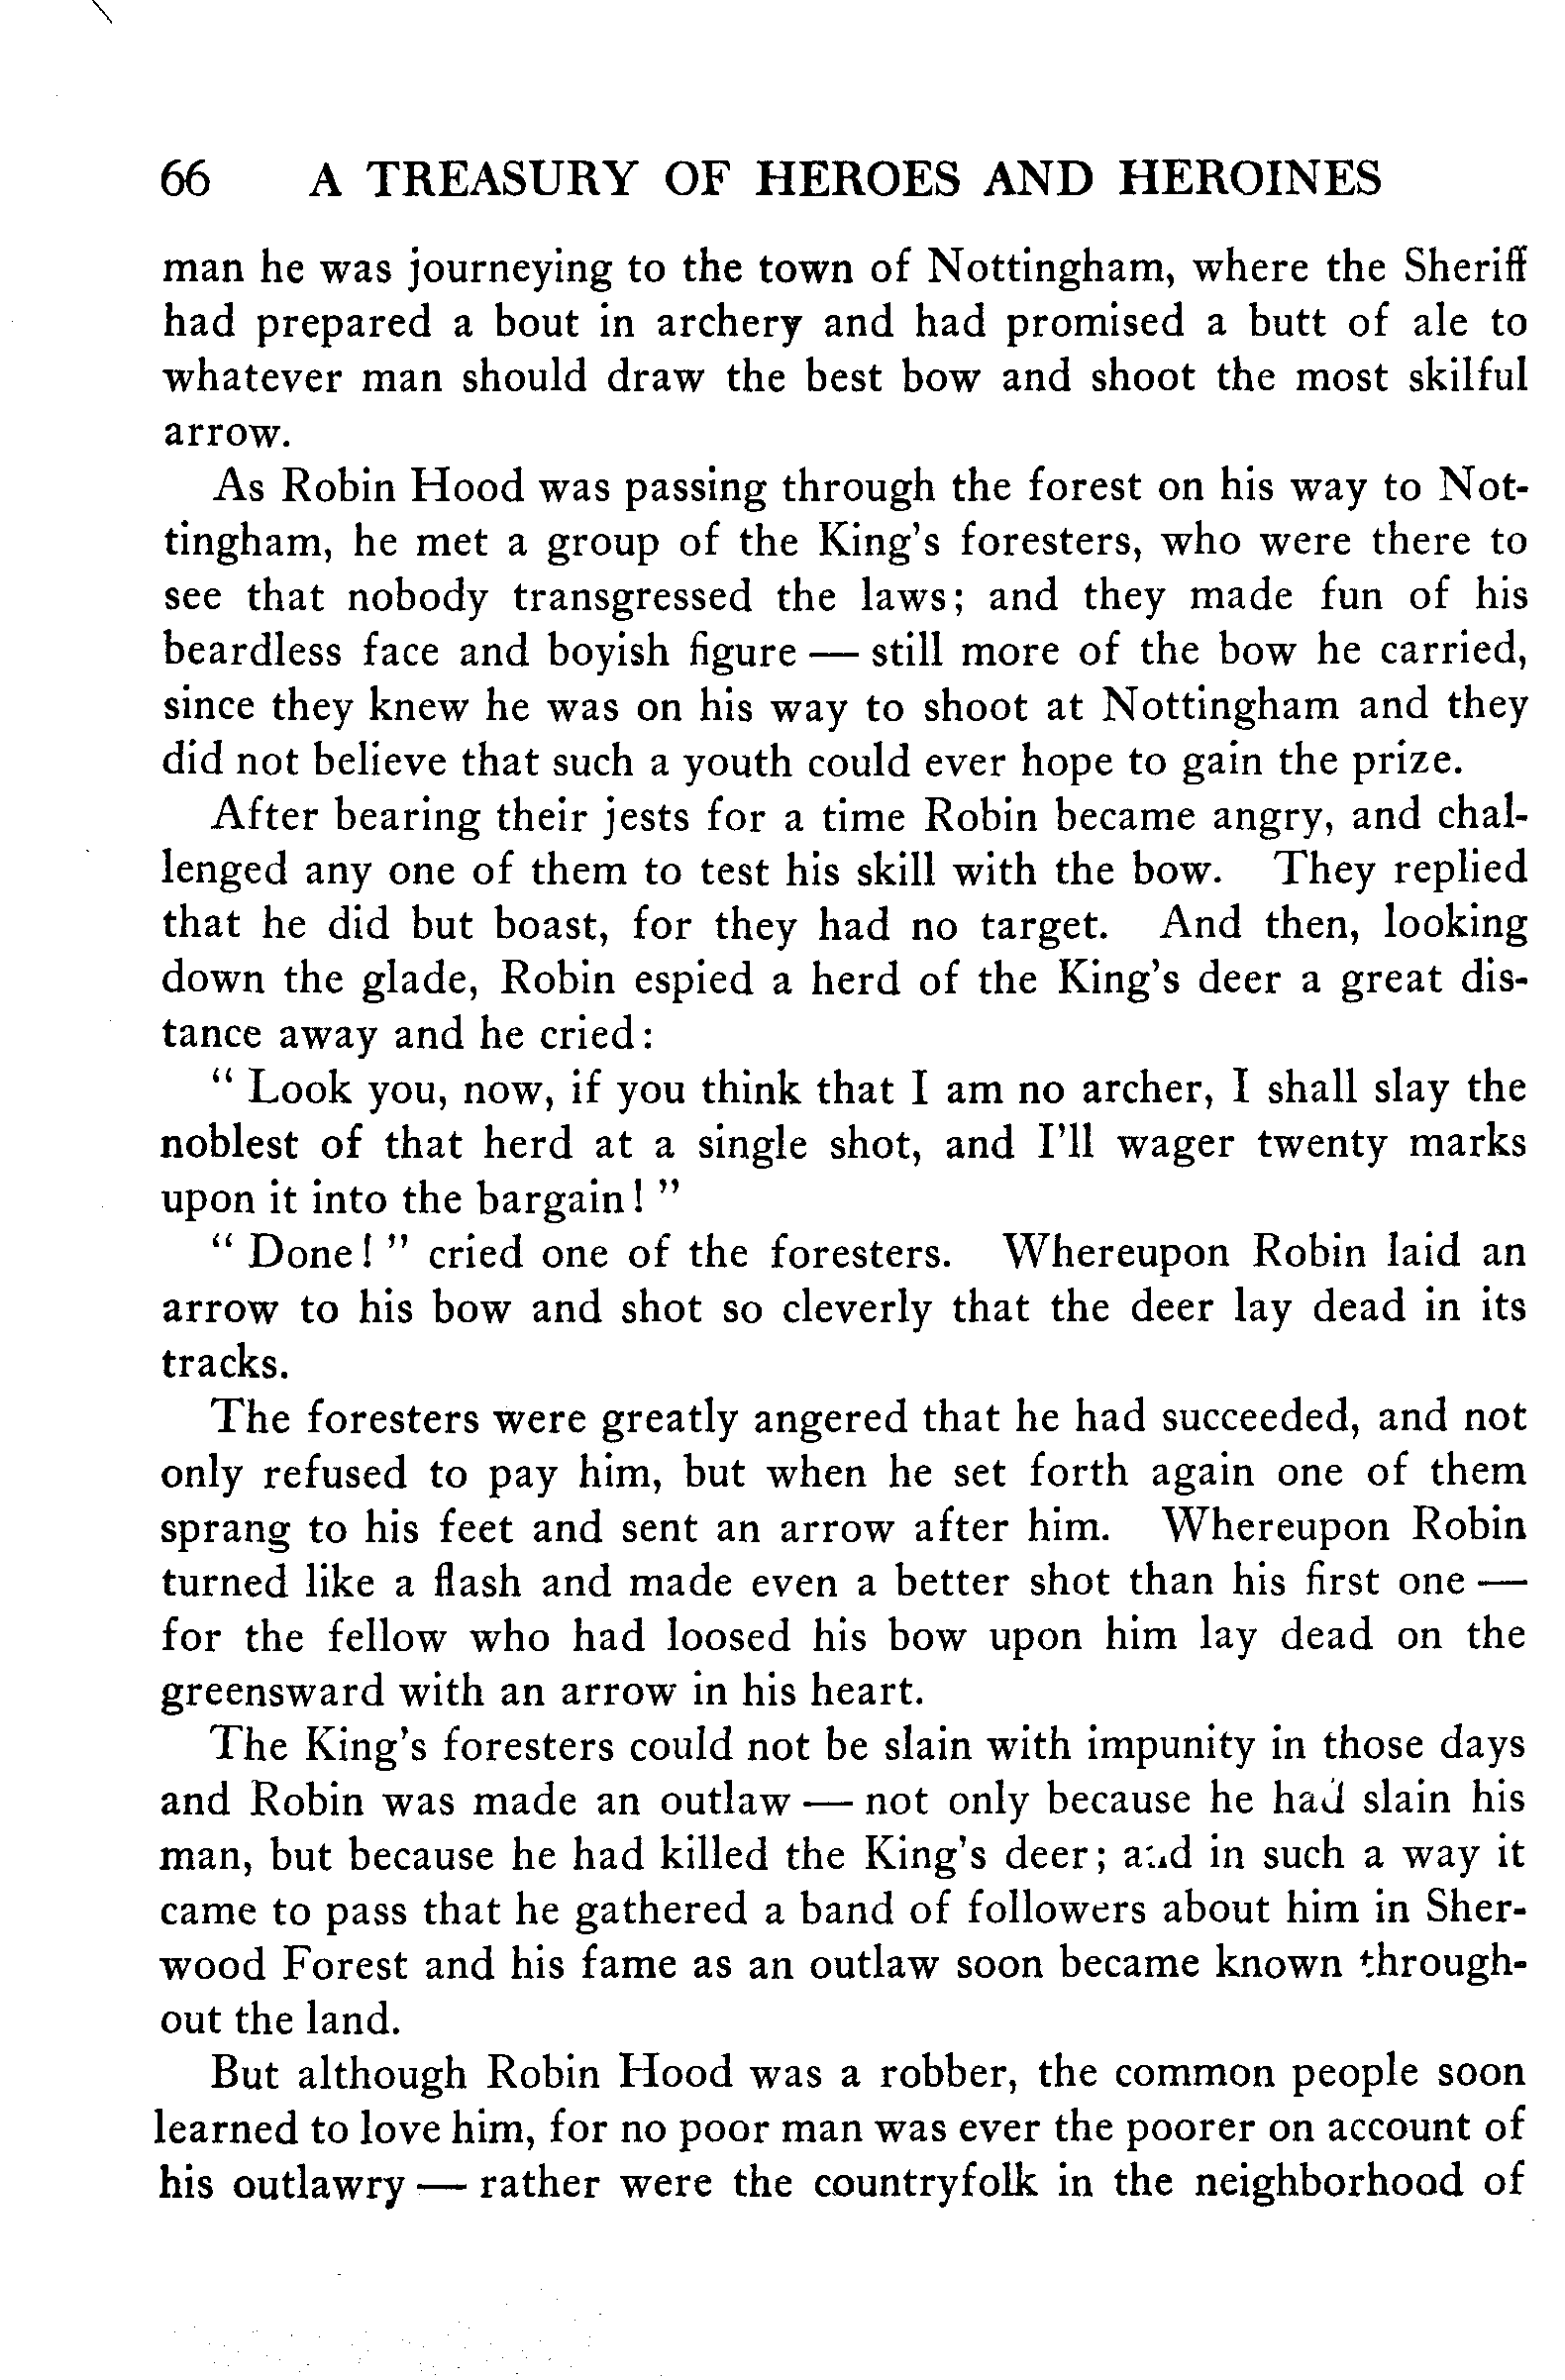 66 A TREASURY OF HEROES AND HEROINES
man he was journeying to the town of Nottingham, where the Sheriff
had prepared a bout in archery and had promised a butt of ale to
whatever man should draw the best bow and shoot the most skilful
arrow.
As Robin Hood was passing through the forest on his way to Not-
tingham, he met a group of the King's foresters, who were there to
see that nobody transgressed the laws; and they made fun of his
beardless face and boyish figure — still more of the bow he carried,
since they knew he was on his way to shoot at Nottingham and they
did not believe that such a youth could ever hope to gain the prize.
After bearing their jests for a time Robin became angry, and chal-
lenged any one of them to test his skill with the bow. They replied
that he did but boast, for they had no target. And then, looking
down the glade, Robin espied a herd of the King's deer a great dis-
tance away and he cried:
" Look you, now, if you think that I am no archer, I shall slay the
noblest of that herd at a single shot, and I'll wager twenty marks
upon it into the bargain! "
" Done! " cried one of the foresters. Whereupon Robin laid an
arrow to his bow and shot so cleverly that the deer lay dead in its
tracks.
The foresters were greatly angered that he had succeeded, and not
only refused to pay him, but when he set forth again one of them
sprang to his feet and sent an arrow after him. Whereupon Robin
turned like a flash and made even a better shot than his first one —
for the fellow who had loosed his bow upon him lay dead on the
greensward with an arrow in his heart.
The King's foresters could not be slain with impunity in those days
and Robin was made an outlaw — not only because he had slain his
man, but because he had killed the King's deer; and in such a way it
came to pass that he gathered a band of followers about him in Sher-
wood Forest and his fame as an outlaw soon became known through-
out the land.
But although Robin Hood was a robber, the common people soon
learned to love him, for no poor man was ever the poorer on account of
his outlawry — rather were the countryfolk in the neighborhood of